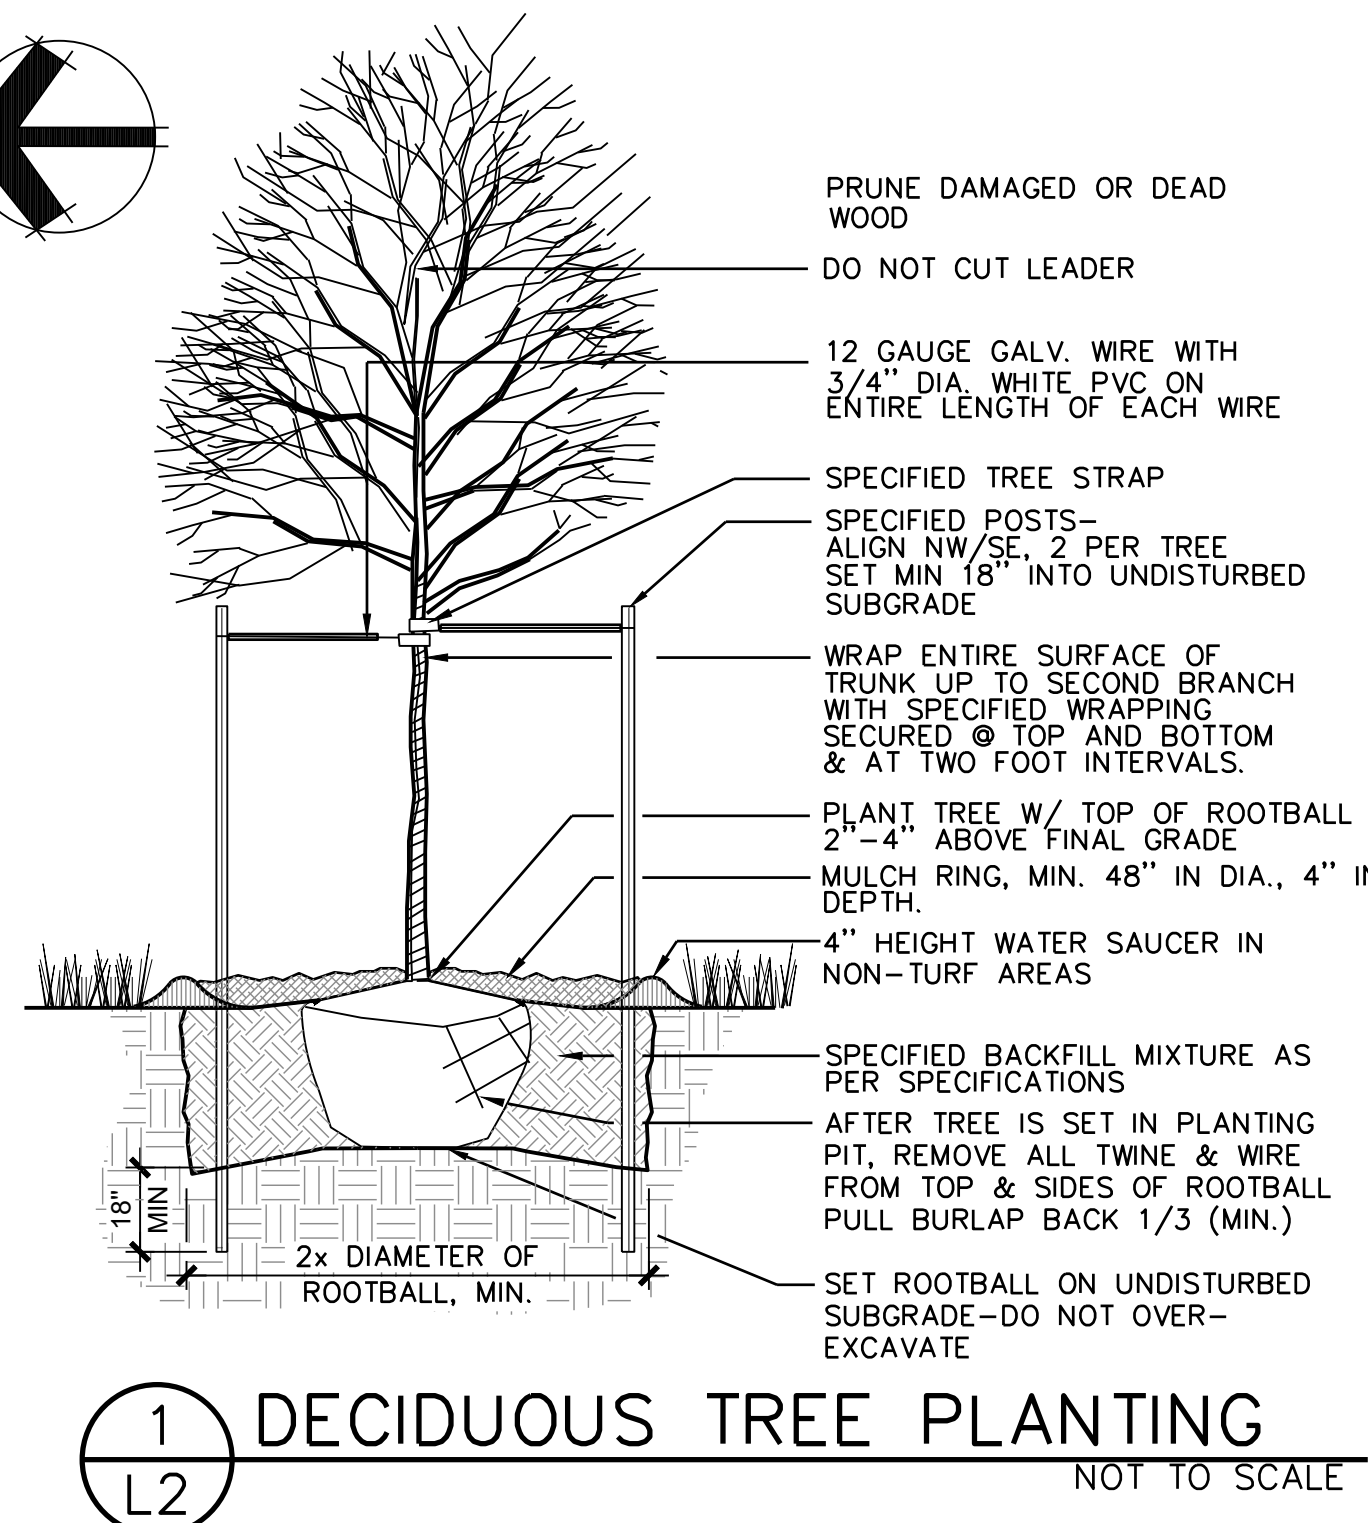 PRUNE DAMAGED OR DEAD
WOOD
DO NOT CUT LEADER
12 GAUGE GALV. WIRE WITH
3/4" DIA. WHITE PVC ON
ENTIRE LENGTH OF EACH WIRE
SPECIFIED TREE STRAP
SPECIFIED POSTS-
ALIGN NW/SE, 2 PER TREE
SET MIN 18" INTO UNDISTURBED
SUBGRADE
WRAP ENTIRE SURFACE OF
TRUNK UP TO SECOND BRANCH
WITH SPECIFIED WRAPPING
SECURED @ TOP AND BOTTOM
& AT TWO FOOT INTERVALS.
PLANT TREE W/ TOP OF ROOTBALL
2"-4" ABOVE FINAL GRADE
MULCH RING, MIN. 48" IN DIA., 4"
DEPTH.
4" HEIGHT WATER SAUCER IN
NON-TURF AREAS
SPECIFIED BACKFILL MIXTURE AS
PER SPECIFICATIONS
AFTER TREE IS SET IN PLANTING
PIT, REMOVE ALL TWINE & WIRE
FROM TOP & SIDES OF ROOTBALL
PULL BURLAP BACK 1/3 (MIN.)
SET ROOTBALL ON UNDISTURBED
SUBGRADE-DO NOT OVER-
EXCAVATE
18"
MIN
2x DIAMETER OF
ROOTBALL, MIN.
1
L2
DECIDUOUS TREE PLANTING
NOT TO SCALE